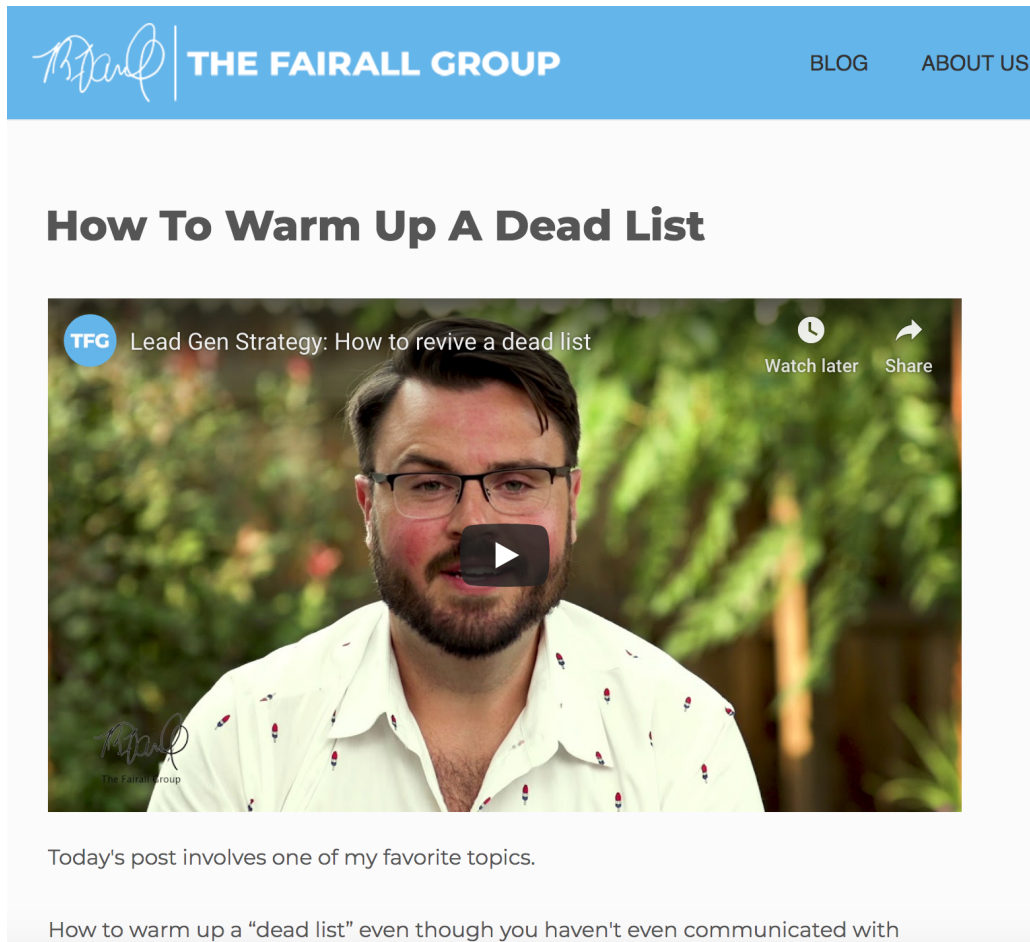 THE FAIRALL GROUP
BLOG
ABOUT US
How To Warm Up A Dead List
TFG
Lead Gen Strategy: How to revive a dead list
Watch later
Share
The Fairall Group
Today's post involves one of my favorite topics.
How to warm up a “dead list” even though you haven't even communicated with